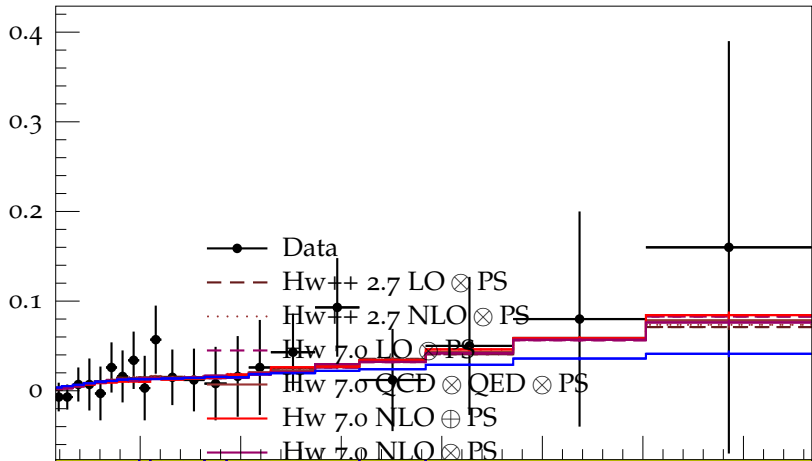 0.4
0.3
0.2
0.1
0
Data
Hw++ 2.7 LO ⊗ PS
Hw++ 2.7 NLO ⊗ PS
Hw 7.0 LO ⊗ PS
Hw 7.0 QCD ⊗ QED ⊗ PS
Hw 7.0 NLO ⊕ PS
Hw 7.0 NLO ⊗ PS